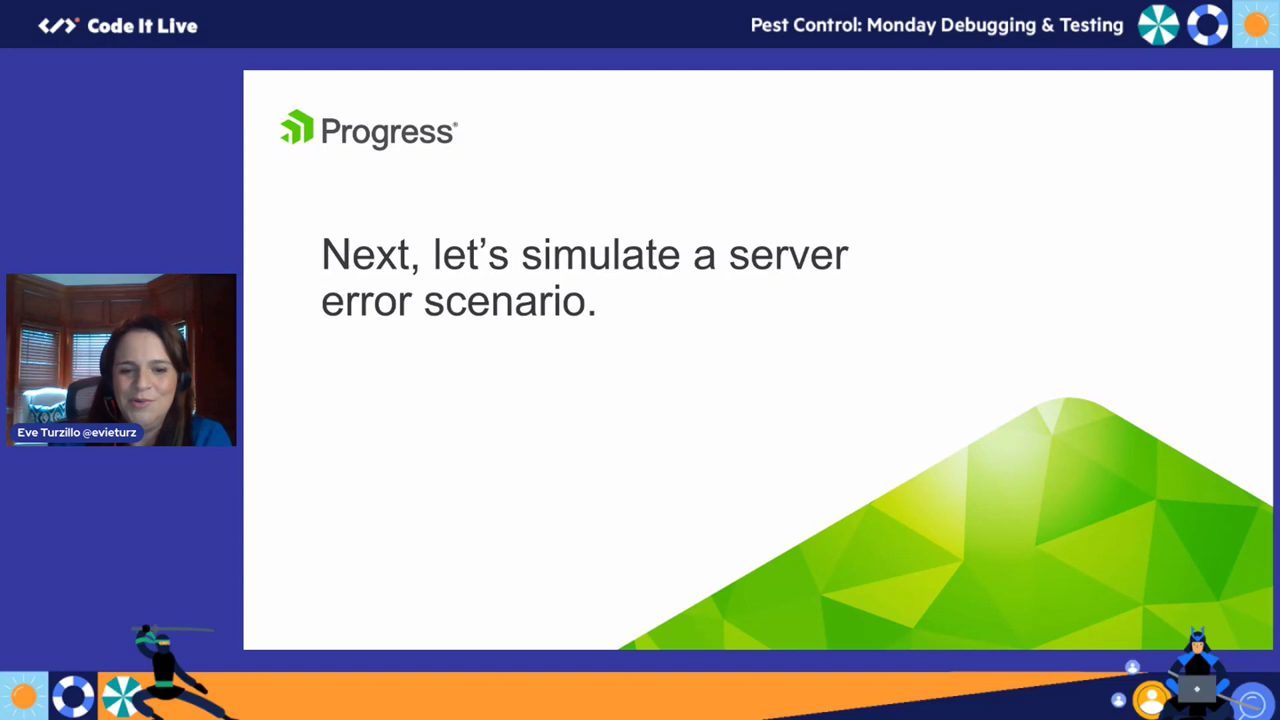 Code It Live
Pest Control: Monday Debugging & Testing
Progress®
Next, let's simulate a server
error scenario.
Eve Turzillo @evieturz